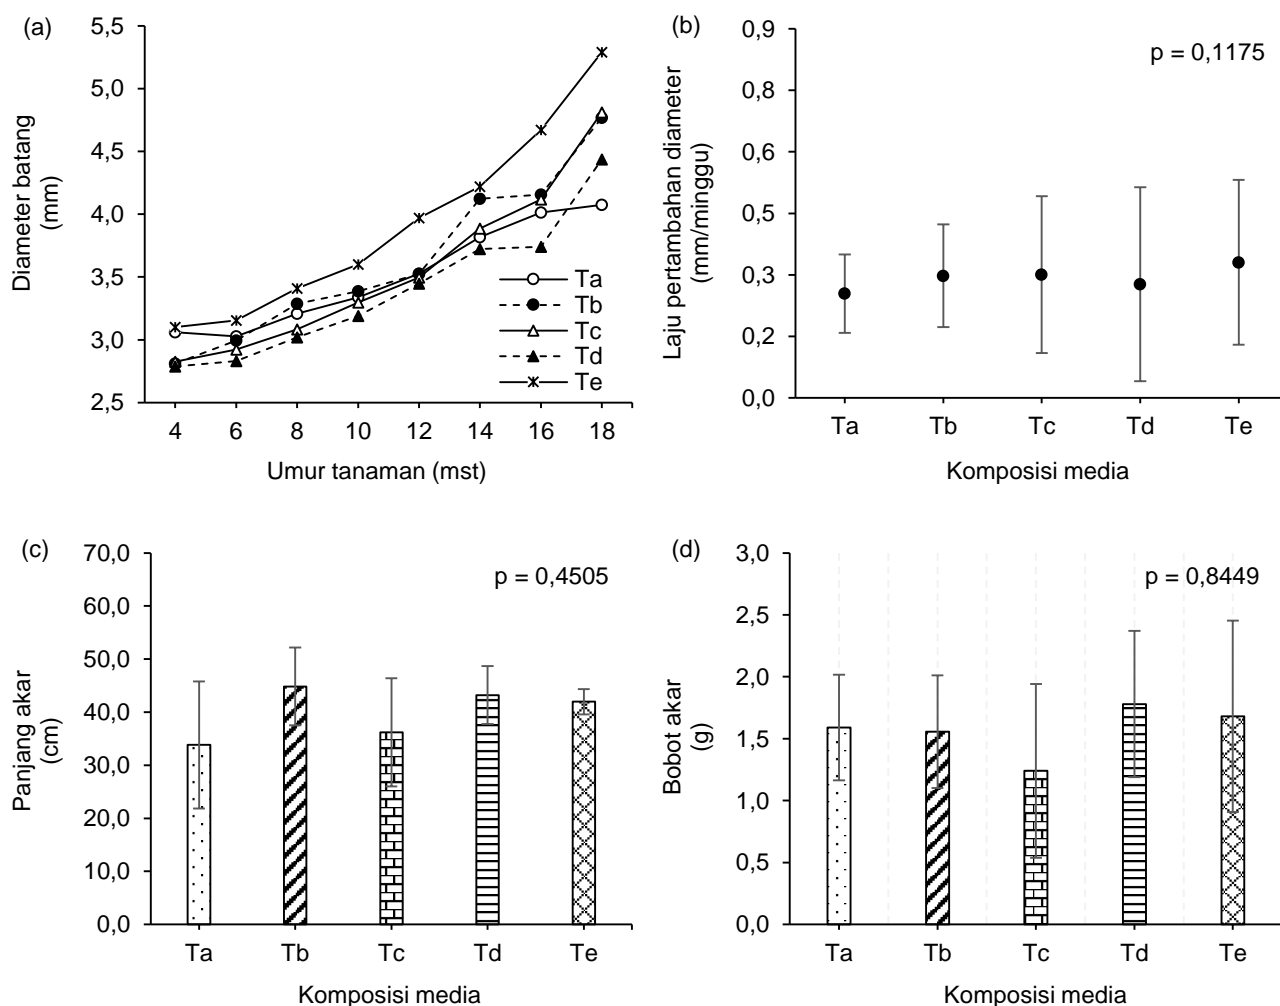 (a)
5,5
5,0
4,5
4,0
3,5
3,0
2,5
Diameter batang
(mm)
Ta
Tb
Tc
Td
Te
4 6 8 10 12 14 16 18
Umur tanaman (mst)
(b)
0,9
0,8
0,6
0,5
0,3
0,2
0,0
Laju pertambahan diameter
(mm/minggu)
p = 0,1175
Ta Tb Tc Td Te
Komposisi media
(c)
70,0
60,0
50,0
40,0
30,0
20,0
10,0
0,0
Panjang akar
(cm)
p = 0,4505
Ta Tb Tc Td Te
Komposisi media
(d)
3,0
2,5
2,0
1,5
1,0
0,5
0,0
Bobot akar
(g)
p = 0,8449
Ta Tb Tc Td Te
Komposisi media